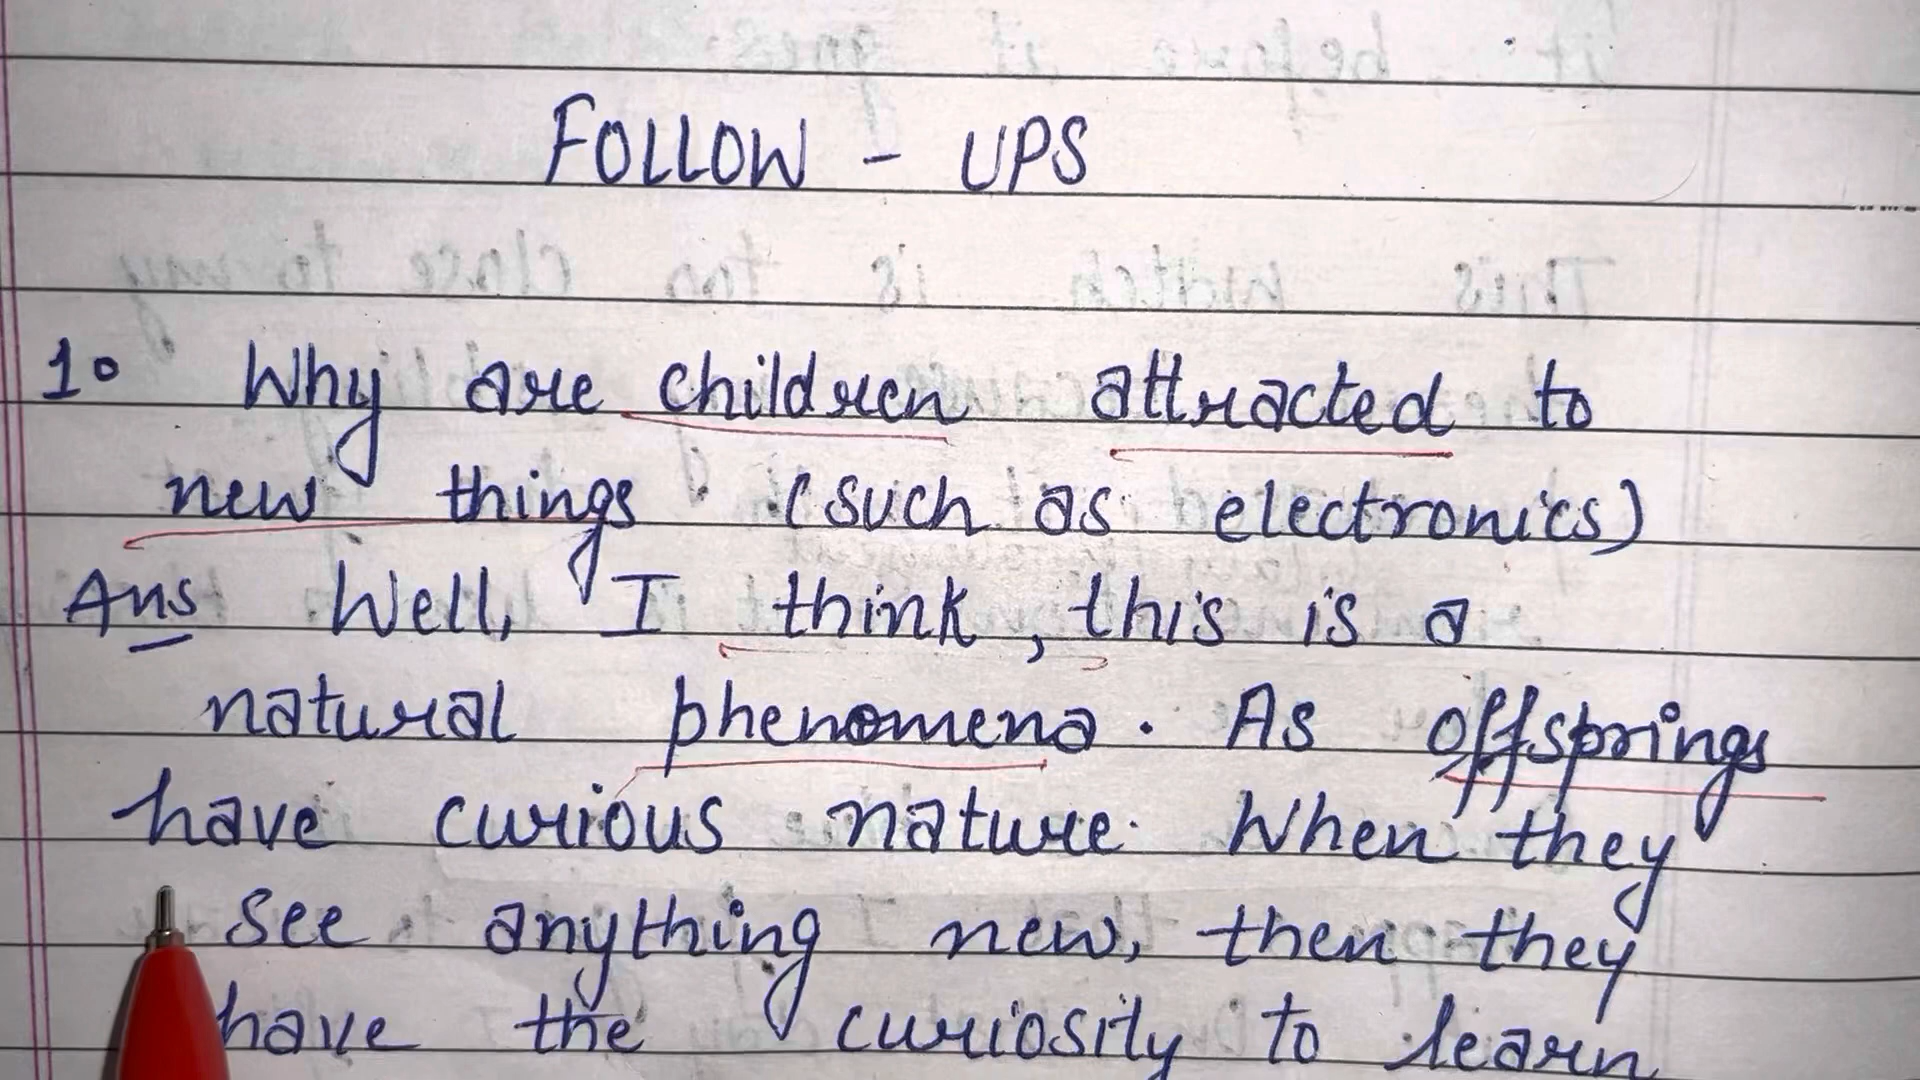 FOLLOW - UPS
1. Why are children attracted to
new things (such as electronics)
Ans Well, I think, this is a
natural phenomena. As offsprings
have curious nature. When they
see anything new, then they
have the curiosity to learn